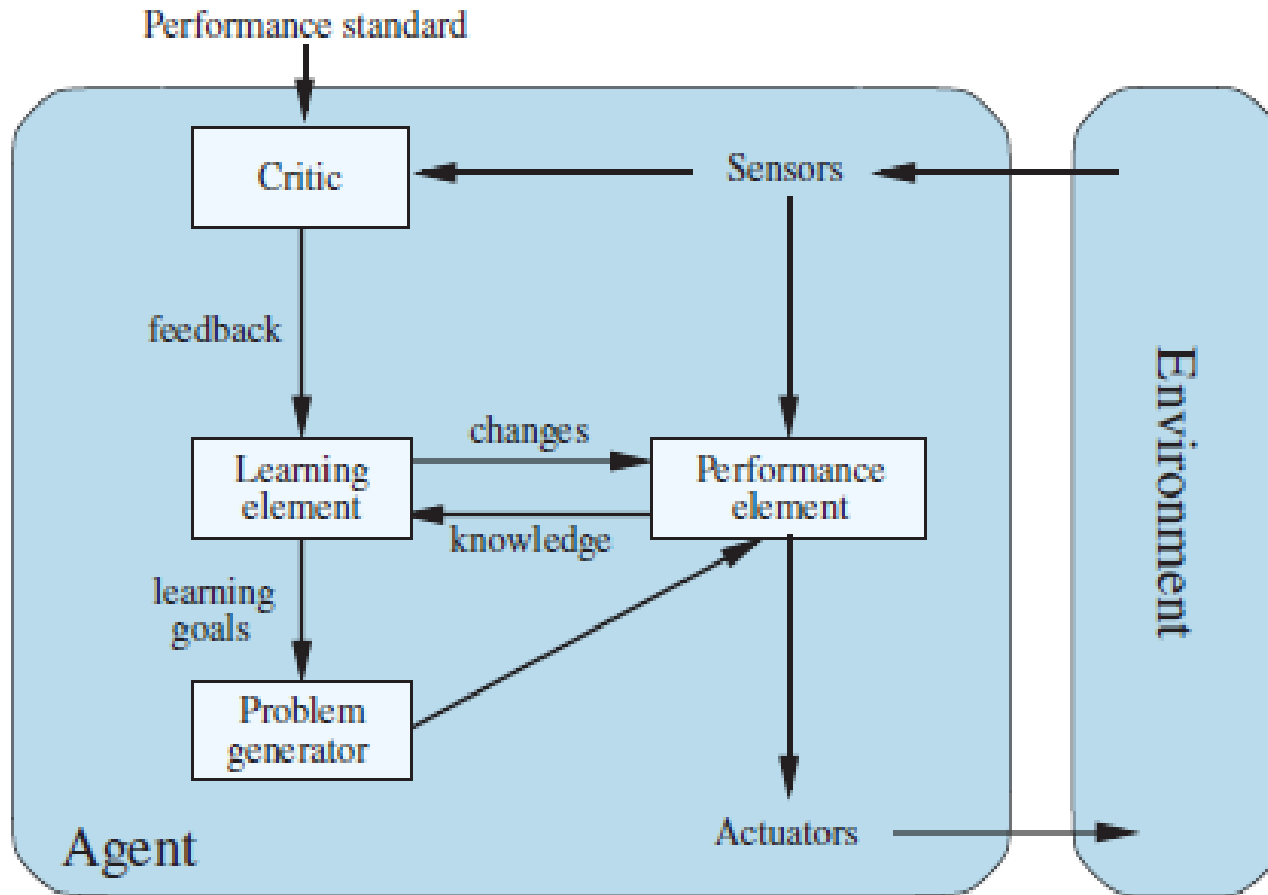 Performance standard
Critic
Sensors
feedback
changes
Learning
element
Performance
element
knowledge
learning
goals
Problem
generator
Agent
Actuators
Environment